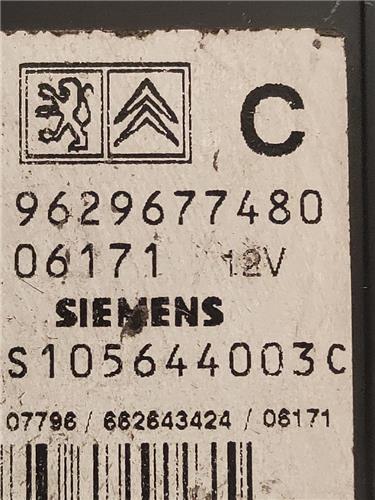 C
9629677480
06171 12V
SIEMENS
S105644003C
07796 / 662643424 / 06171